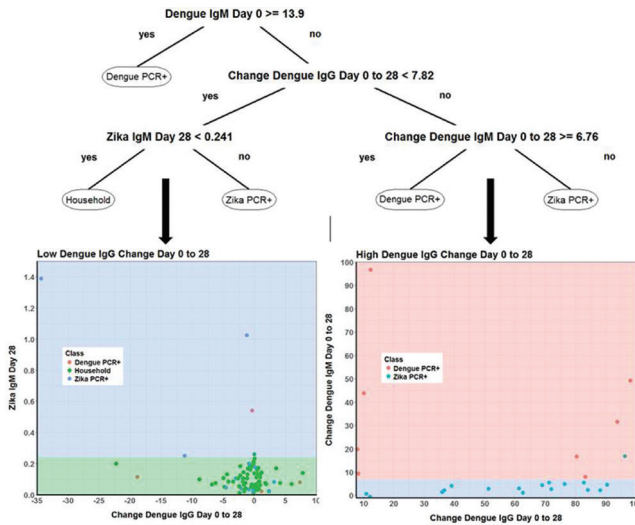 Dengue IgM Day 0 >= 13.9
yes
no
Dengue PCR+
Change Dengue IgG Day 0 to 28 < 7.82
yes
no
Zika IgM Day 28 < 0.241
Change Dengue IgM Day 0 to 28 >= 6.76
yes
no
yes
no
Household
Zika PCR+
Dengue PCR+
Zika PCR+
Low Dengue IgG Change Day 0 to 28
1.4
1.2
1.0
0.8
0.6
0.4
0.2
0.0
Zika IgM Day 28
Class
Dengue PCR+
Household
Zika PCR+
-35 -30 -25 -20 -15 -10 -5 0 5 10
Change Dengue IgG Day 0 to 28
High Dengue IgG Change Day 0 to 28
100
90
80
70
60
50
40
30
20
10
0
Change Dengue IgM Day 0 to 28
Class
Dengue PCR+
Zika PCR+
10 20 30 40 50 60 70 80 90 100
Change Dengue IgG Day 0 to 28